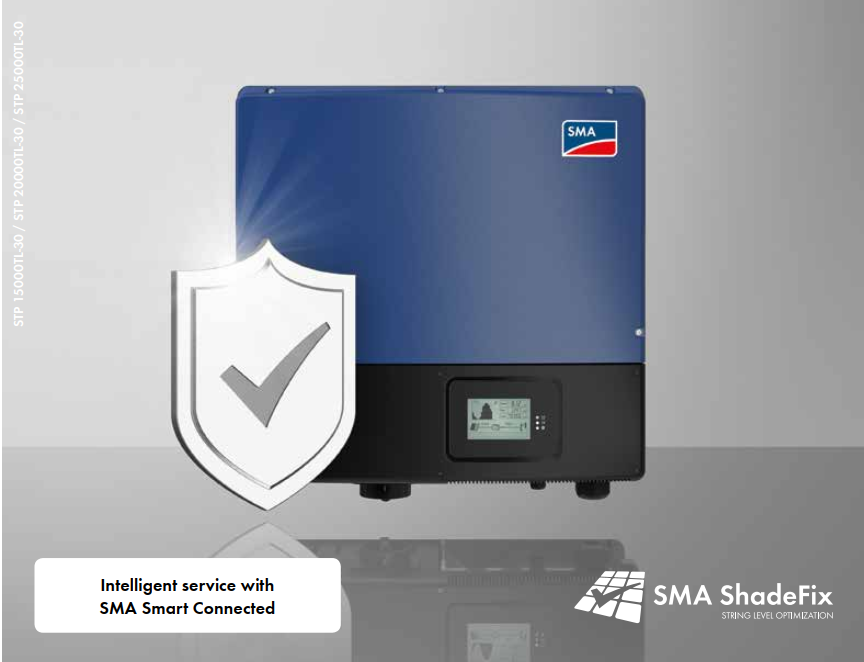 STP 15000TL-30 / STP 20000TL-30 / STP 25000TL-30
SMA
Intelligent service with
SMA Smart Connected
SMA ShadeFix
STRING LEVEL OPTIMIZATION